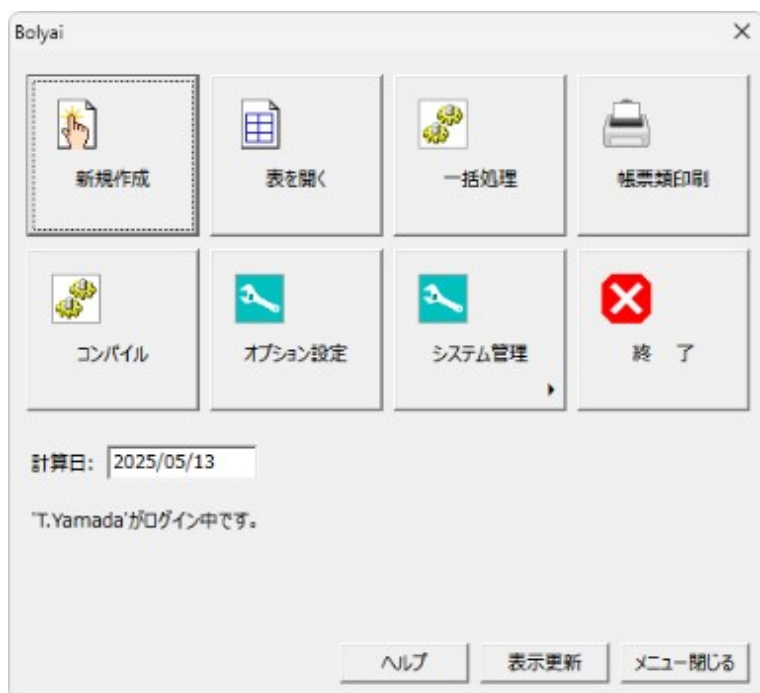 Bolyai
新規作成
表を開く
一括処理
帳票類印刷
コンパイル
オプション設定
システム管理
終 了
計算日: 2025/05/13
'T.Yamada'がログイン中です。
ヘルプ
表示更新
メニュー閉じる